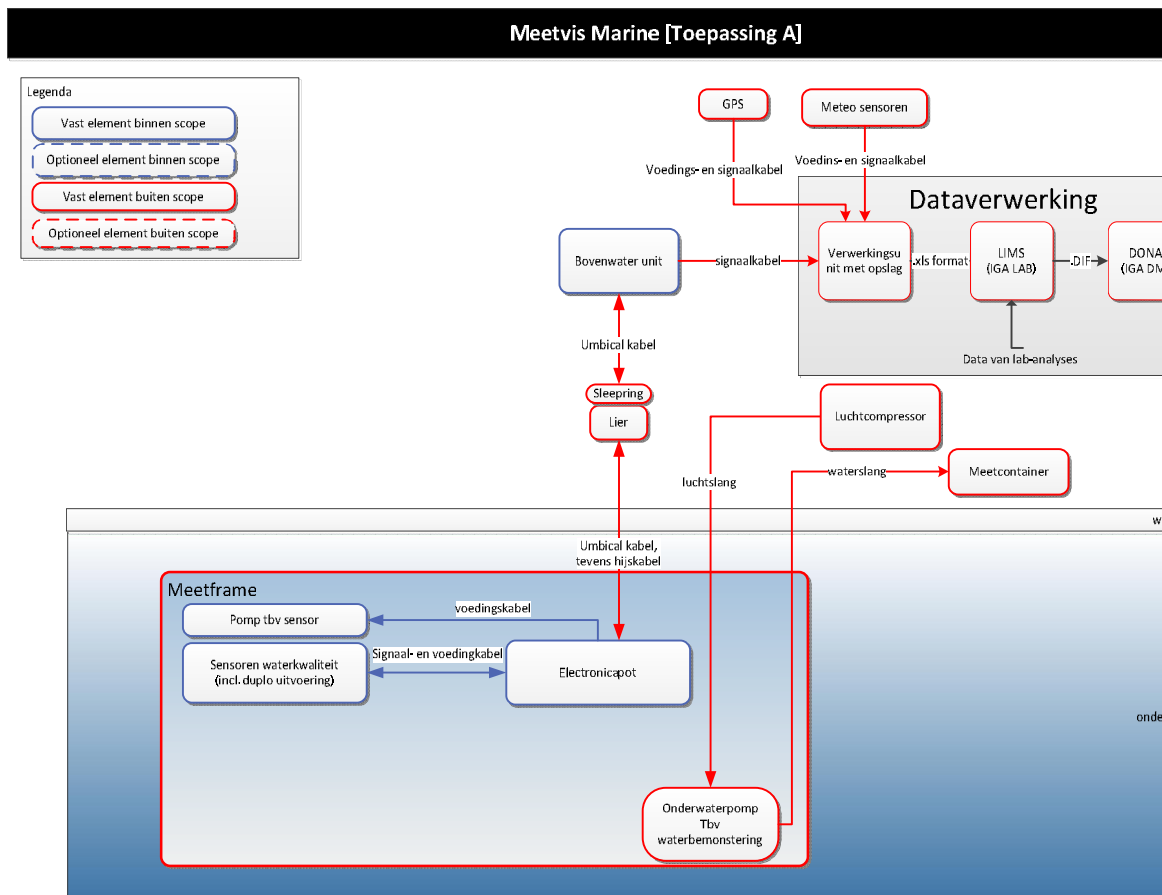 Meetvis Marine [Toepassing A]
Legenda
Vast element binnen scope
Optioneel element binnen scope
Vast element buiten scope
Optioneel element buiten scope
GPS
Meteo sensoren
Voedings- en signaalkabel
Voedins- en signaalkabel
Dataverwerking
Bovenwater unit
signaalkabel
Verwerkingsu
nit met opslag
.xls format
LIMS
(IGA LAB)
.DIF
DONA
(IGA DM
Data van lab-analyses
Umbical kabel
Sleepring
Lier
Luchtcompressor
luchtslang
waterslang
Meetcontainer
w
Umbical kabel,
tevens hijskabel
Meetframe
Pomp tbv sensor
voedingskabel
Sensoren waterkwaliteit
(incl. duplo uitvoering)
Signaal- en voedingkabel
Electronicapot
onde
Onderwaterpomp
Tbv
waterbemonstering